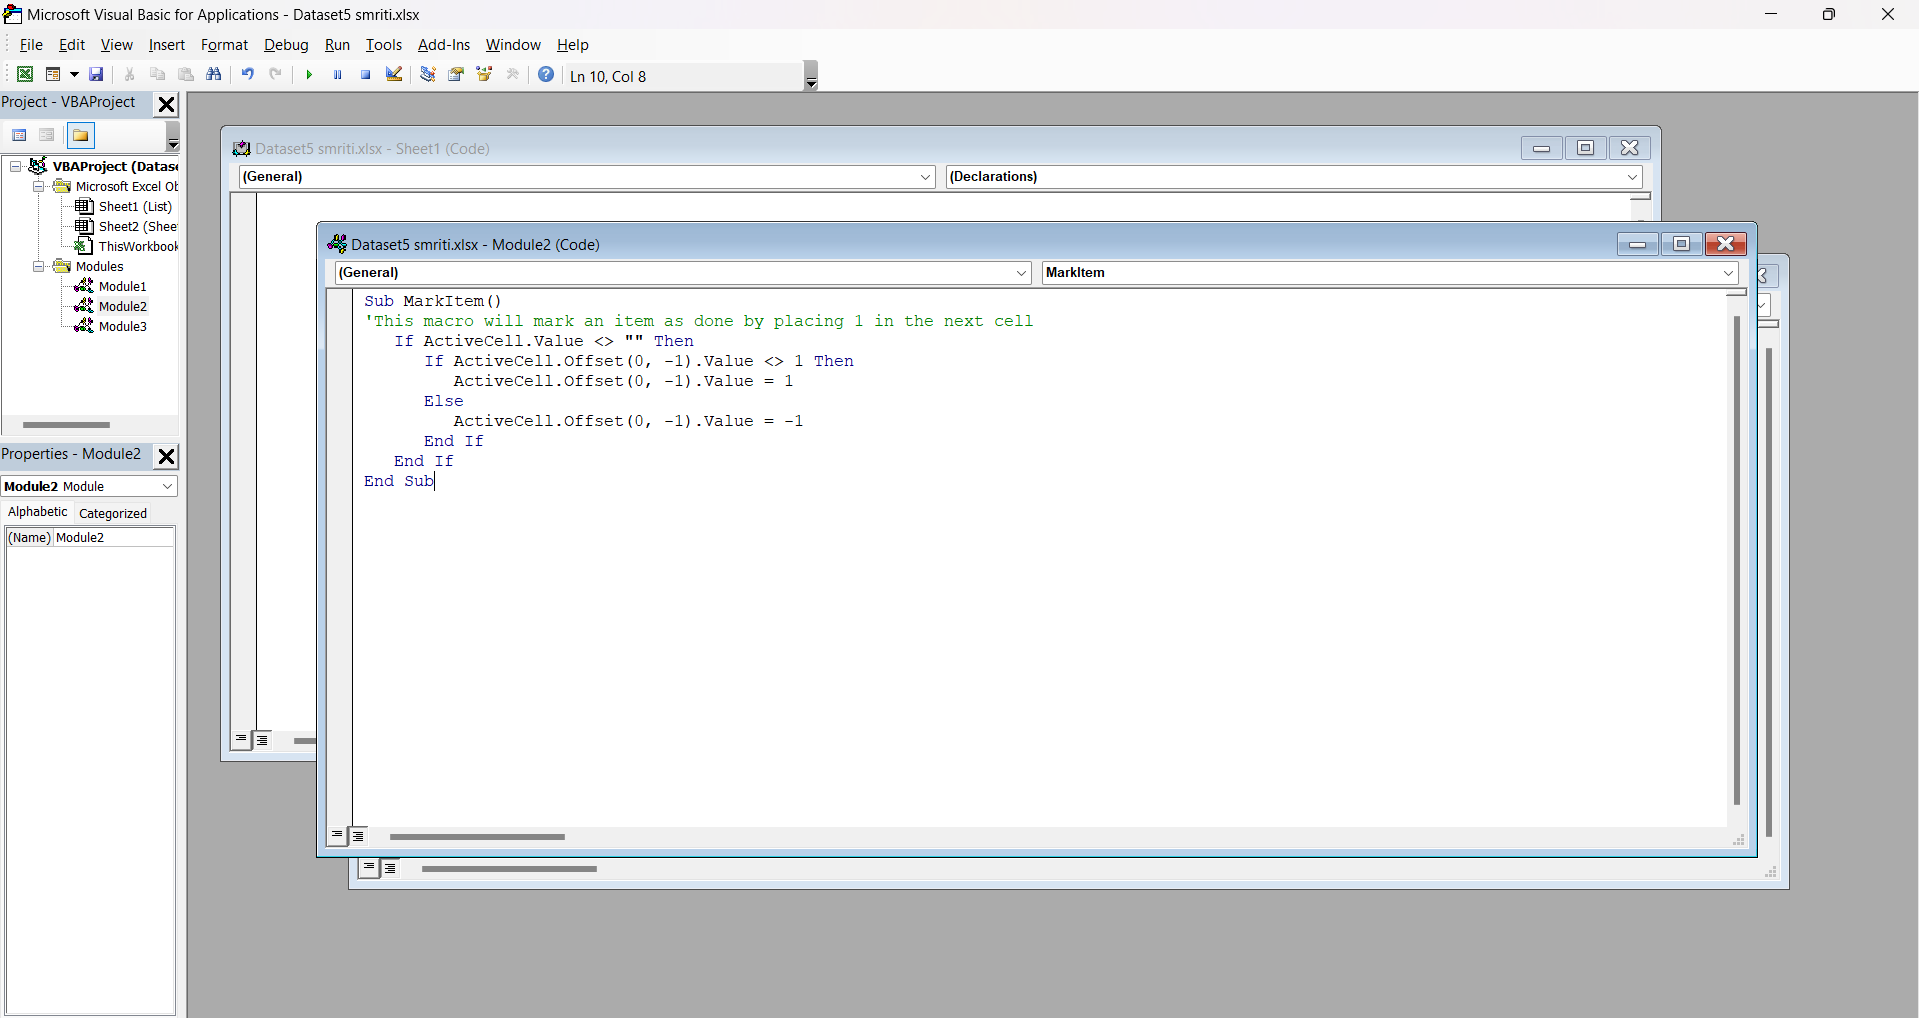 Microsoft Visual Basic for Applications - Dataset5 smriti.xlsx
File Edit View Insert Format Debug Run Tools Add-Ins Window Help
Ln 10, Col 8
Project - VBAProject
VBAProject (Datase
Microsoft Excel Ob
Sheet1 (List)
Sheet2 (Shee
ThisWorkbook
Modules
Module1
Module2
Module3
Properties - Module2
Module2 Module
Alphabetic Categorized
(Name) Module2
Dataset5 smriti.xlsx - Sheet1 (Code)
(General) (Declarations)
Dataset5 smriti.xlsx - Module2 (Code)
(General) MarkItem
Sub MarkItem()
'This macro will mark an item as done by placing 1 in the next cell
If ActiveCell.Value <> "" Then
If ActiveCell.Offset(0, -1).Value <> 1 Then
ActiveCell.Offset(0, -1).Value = 1
Else
ActiveCell.Offset(0, -1).Value = -1
End If
End If
End Sub